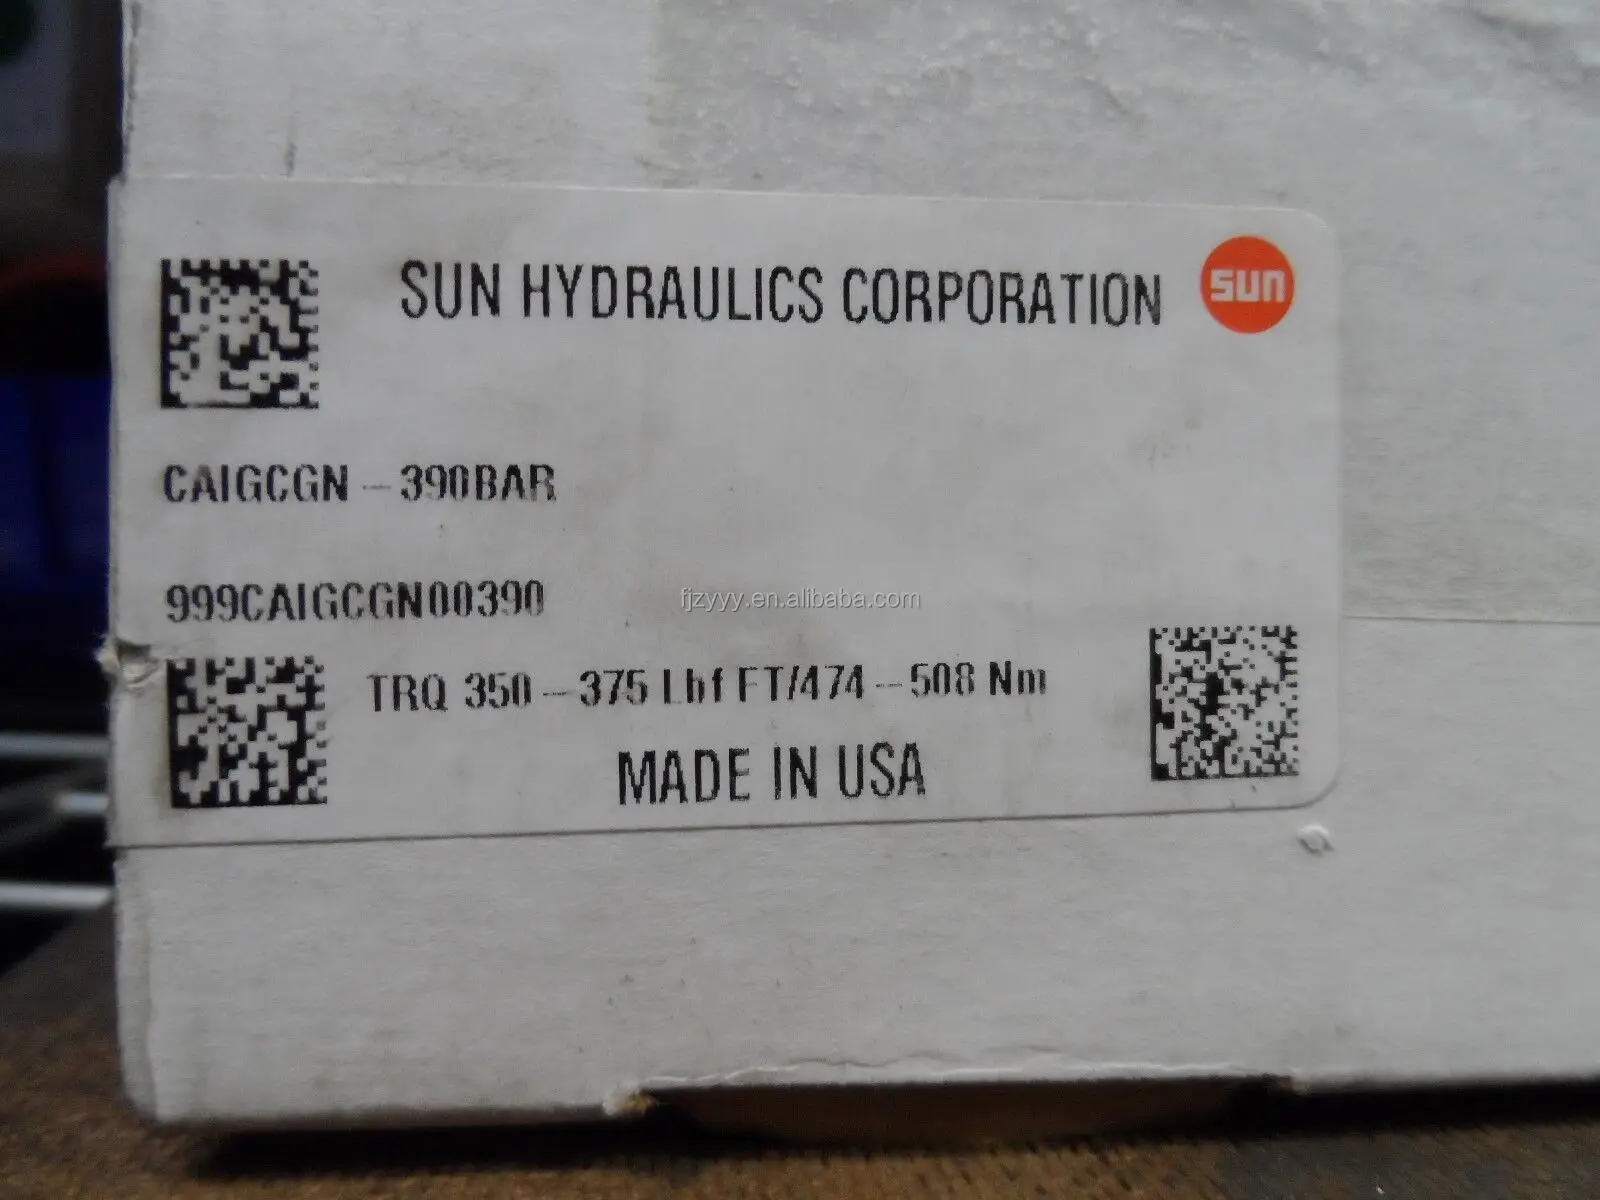 SUN HYDRAULICS CORPORATION
sun
CAIGCGN - 390BAR
999CAIGCGN00390
fjzyyy.en.alibaba.com
TRQ 350 - 375 Lbf FT/474 - 508 Nm
MADE IN USA